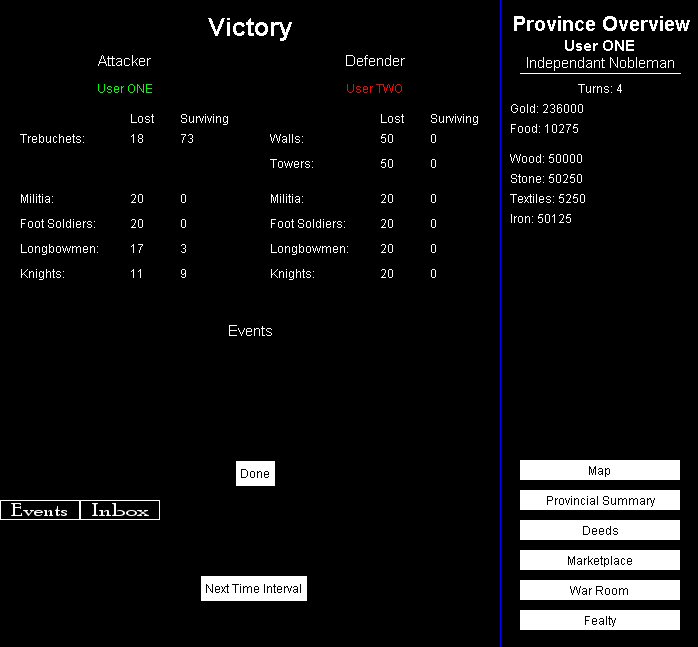 Victory
Attacker Defender
User ONE User TWO
Lost Surviving Lost Surviving
Trebuchets: 18 73 Walls: 50 0
Towers: 50 0
Militia: 20 0 Militia: 20 0
Foot Soldiers: 20 0 Foot Soldiers: 20 0
Longbowmen: 17 3 Longbowmen: 20 0
Knights: 11 9 Knights: 20 0
Events
Done
Events Inbox
Next Time Interval
Province Overview
User ONE
Independant Nobleman
Turns: 4
Gold: 236000
Food: 10275
Wood: 50000
Stone: 50250
Textiles: 5250
Iron: 50125
Map
Provincial Summary
Deeds
Marketplace
War Room
Fealty